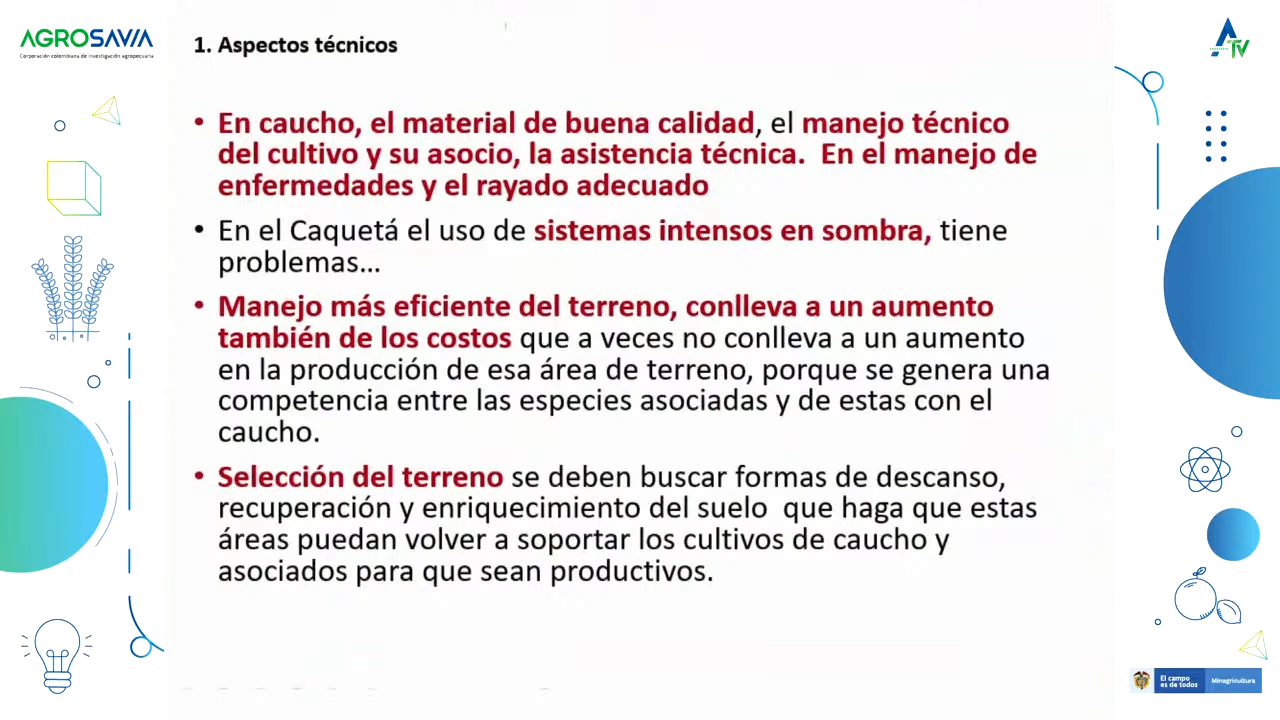 AGROSAVIA
Corporación colombiana de investigación agropecuaria
1. Aspectos técnicos
ATV
• En caucho, el material de buena calidad, el manejo técnico
del cultivo y su asocio, la asistencia técnica. En el manejo de
enfermedades y el rayado adecuado
• En el Caquetá el uso de sistemas intensos en sombra, tiene
problemas...
• Manejo más eficiente del terreno, conlleva a un aumento
también de los costos que a veces no conlleva a un aumento
en la producción de esa área de terreno, porque se genera una
competencia entre las especies asociadas y de estas con el
caucho.
• Selección del terreno se deben buscar formas de descanso,
recuperación y enriquecimiento del suelo que haga que estas
áreas puedan volver a soportar los cultivos de caucho y
asociados para que sean productivos.
El campo
es de todos
Minagricultura